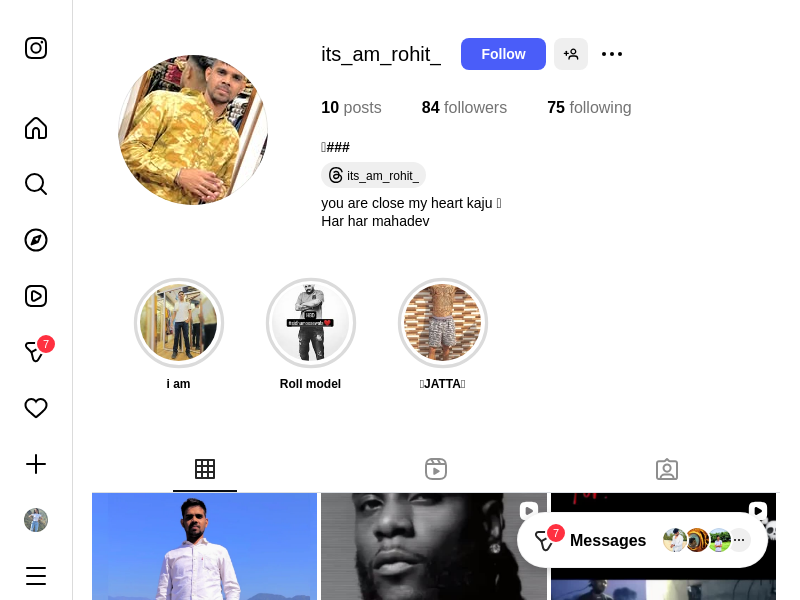 its_am_rohit_
Follow
10 posts
84 followers
75 following
###
its_am_rohit_
you are close my heart kaju
Har har mahadev
7
i am
Roll model
JATTA
7
Messages